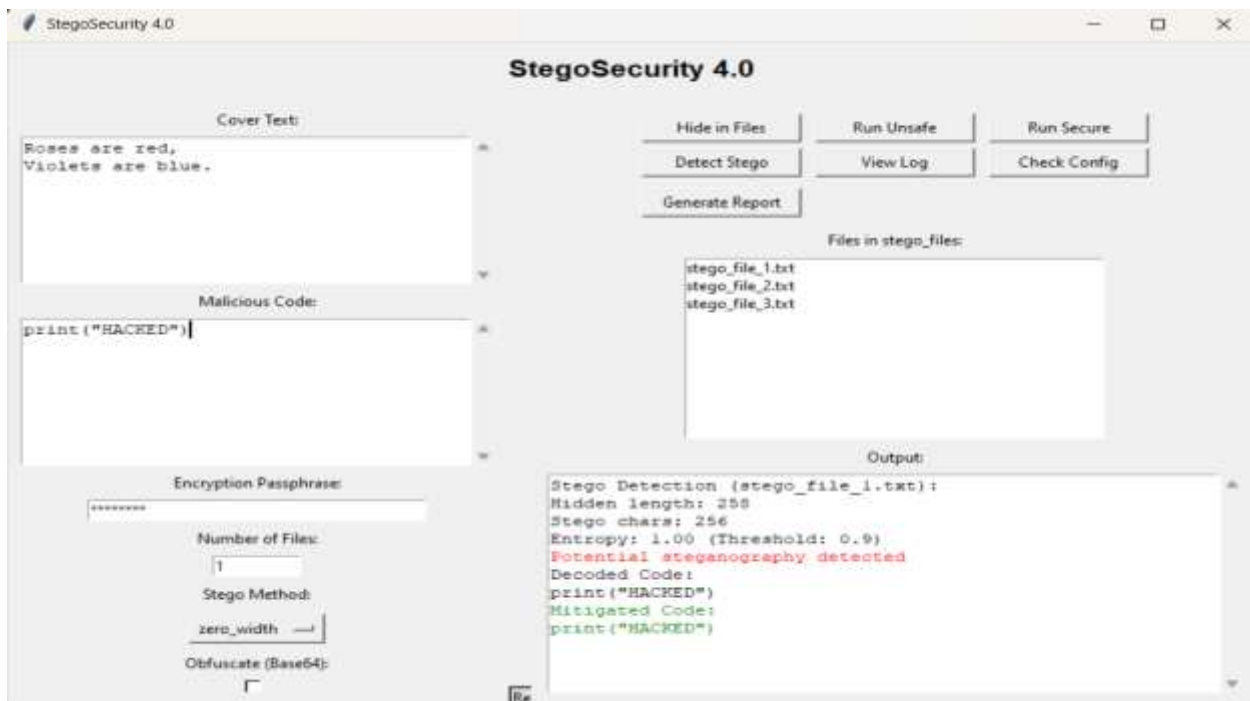 StegoSecurity 4.0
StegoSecurity 4.0
Cover Text:
Roses are red,
Violets are blue.
Malicious Code:
print("HACKED")
Encryption Passphrase:
********
Number of Files:
1
Stego Method:
zero_width
Obfuscate (Base64):
Re
Hide in Files
Run Unsafe
Run Secure
Detect Stego
View Log
Check Config
Generate Report
Files in stego_files:
stego_file_1.txt
stego_file_2.txt
stego_file_3.txt
Output:
Stego Detection (stego_file_1.txt):
Hidden length: 258
Stego chars: 256
Entropy: 1.00 (Threshold: 0.9)
Potential steganography detected
Decoded Code:
print("HACKED")
Mitigated Code:
print("HACKED")